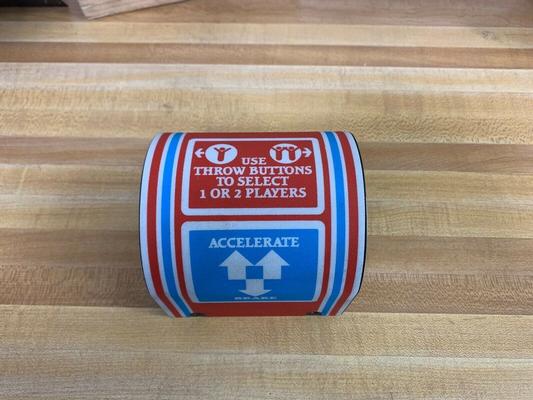 USE
THROW BUTTONS
TO SELECT
1 OR 2 PLAYERS
ACCELERATE
BRAKE